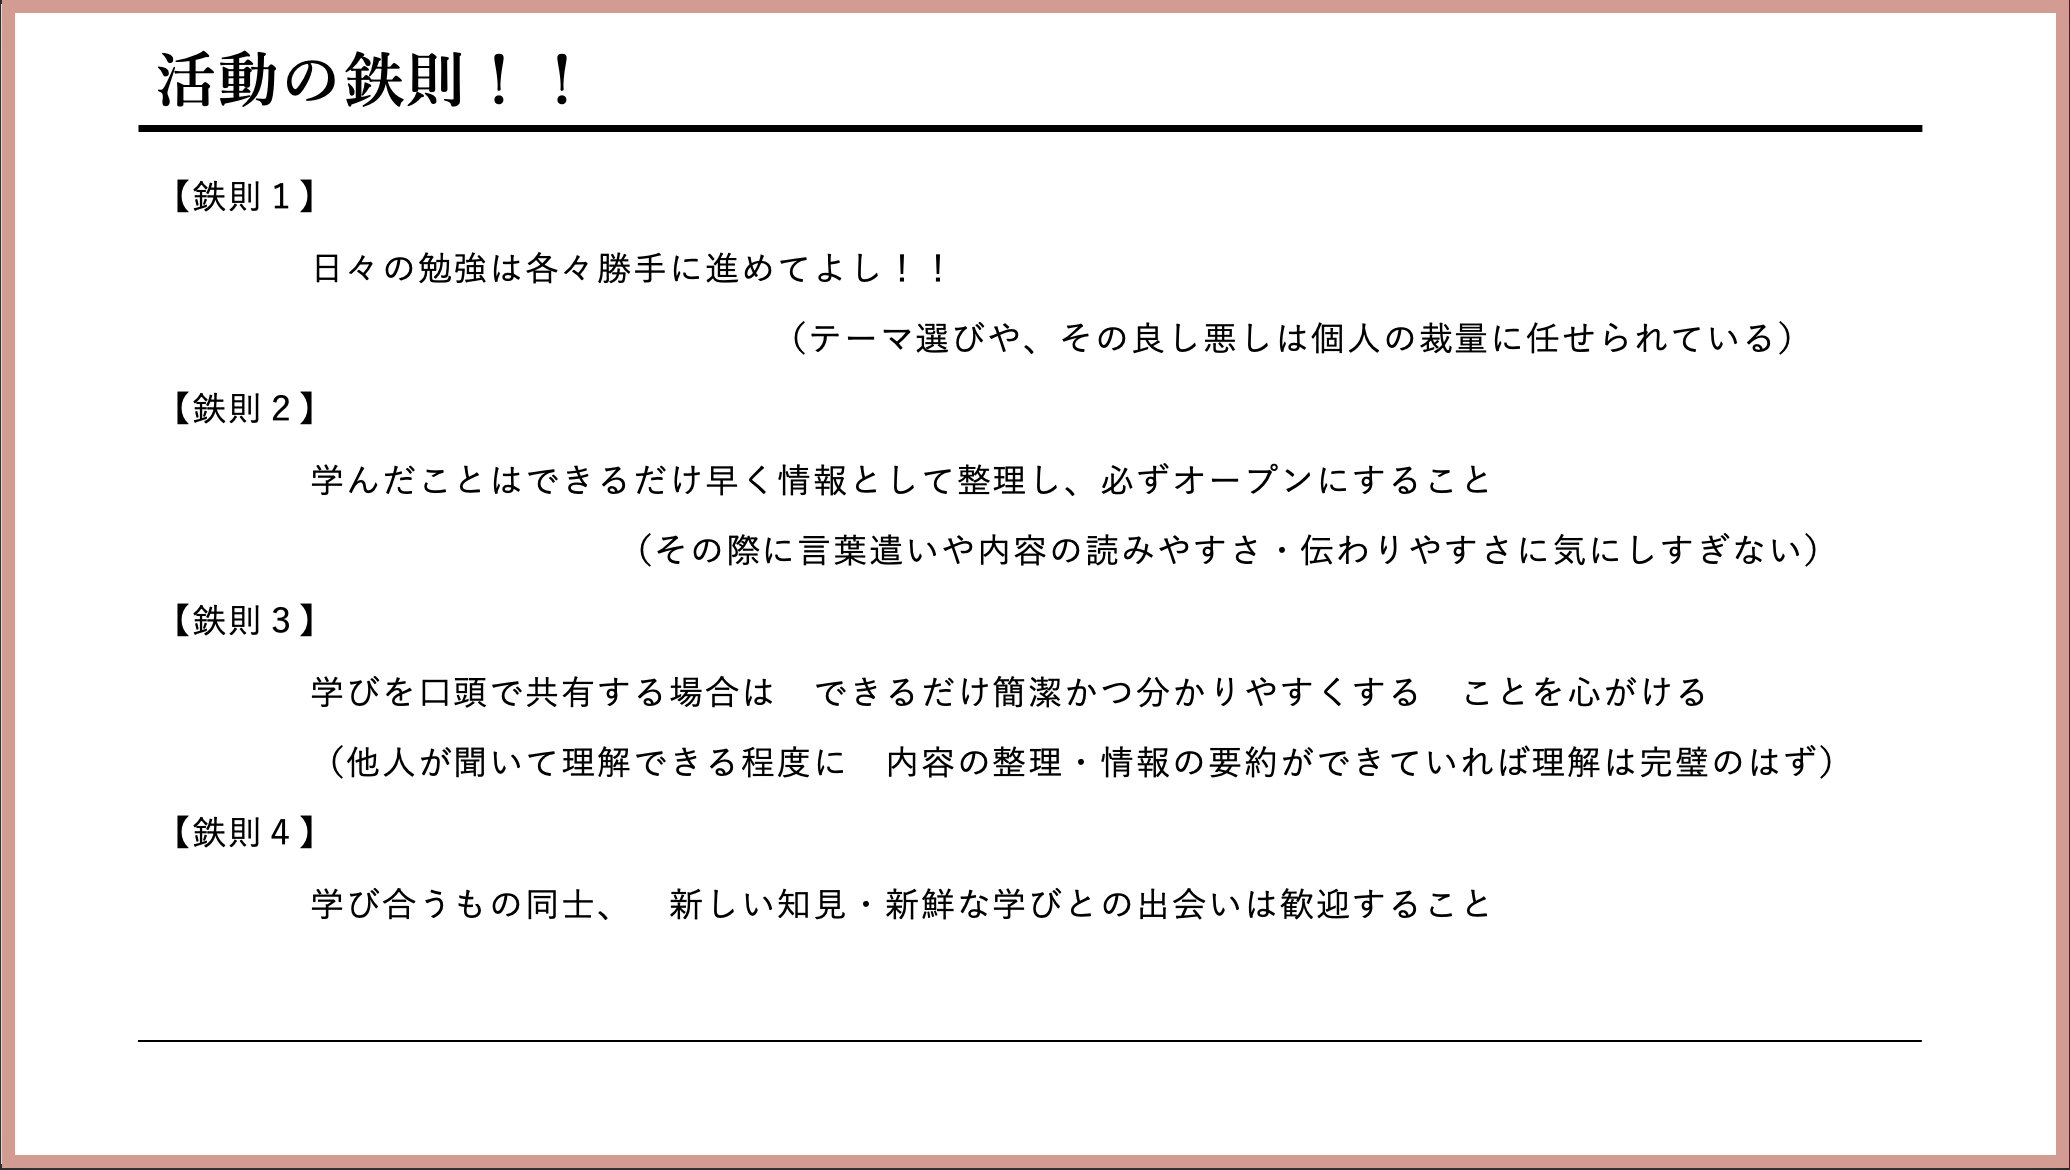 活動の鉄則！！
【鉄則１】
日々の勉強は各々勝手に進めてよし！！
（テーマ選びや、その良し悪しは個人の裁量に任せられている）
【鉄則２】
学んだことはできるだけ早く情報として整理し、必ずオープンにすること
（その際に言葉遣いや内容の読みやすさ・伝わりやすさに気にしすぎない）
【鉄則３】
学びを口頭で共有する場合は　できるだけ簡潔かつ分かりやすくする　ことを心がける
（他人が聞いて理解できる程度に　内容の整理・情報の要約ができていれば理解は完璧のはず）
【鉄則４】
学び合うもの同士、　新しい知見・新鮮な学びとの出会いは歓迎すること